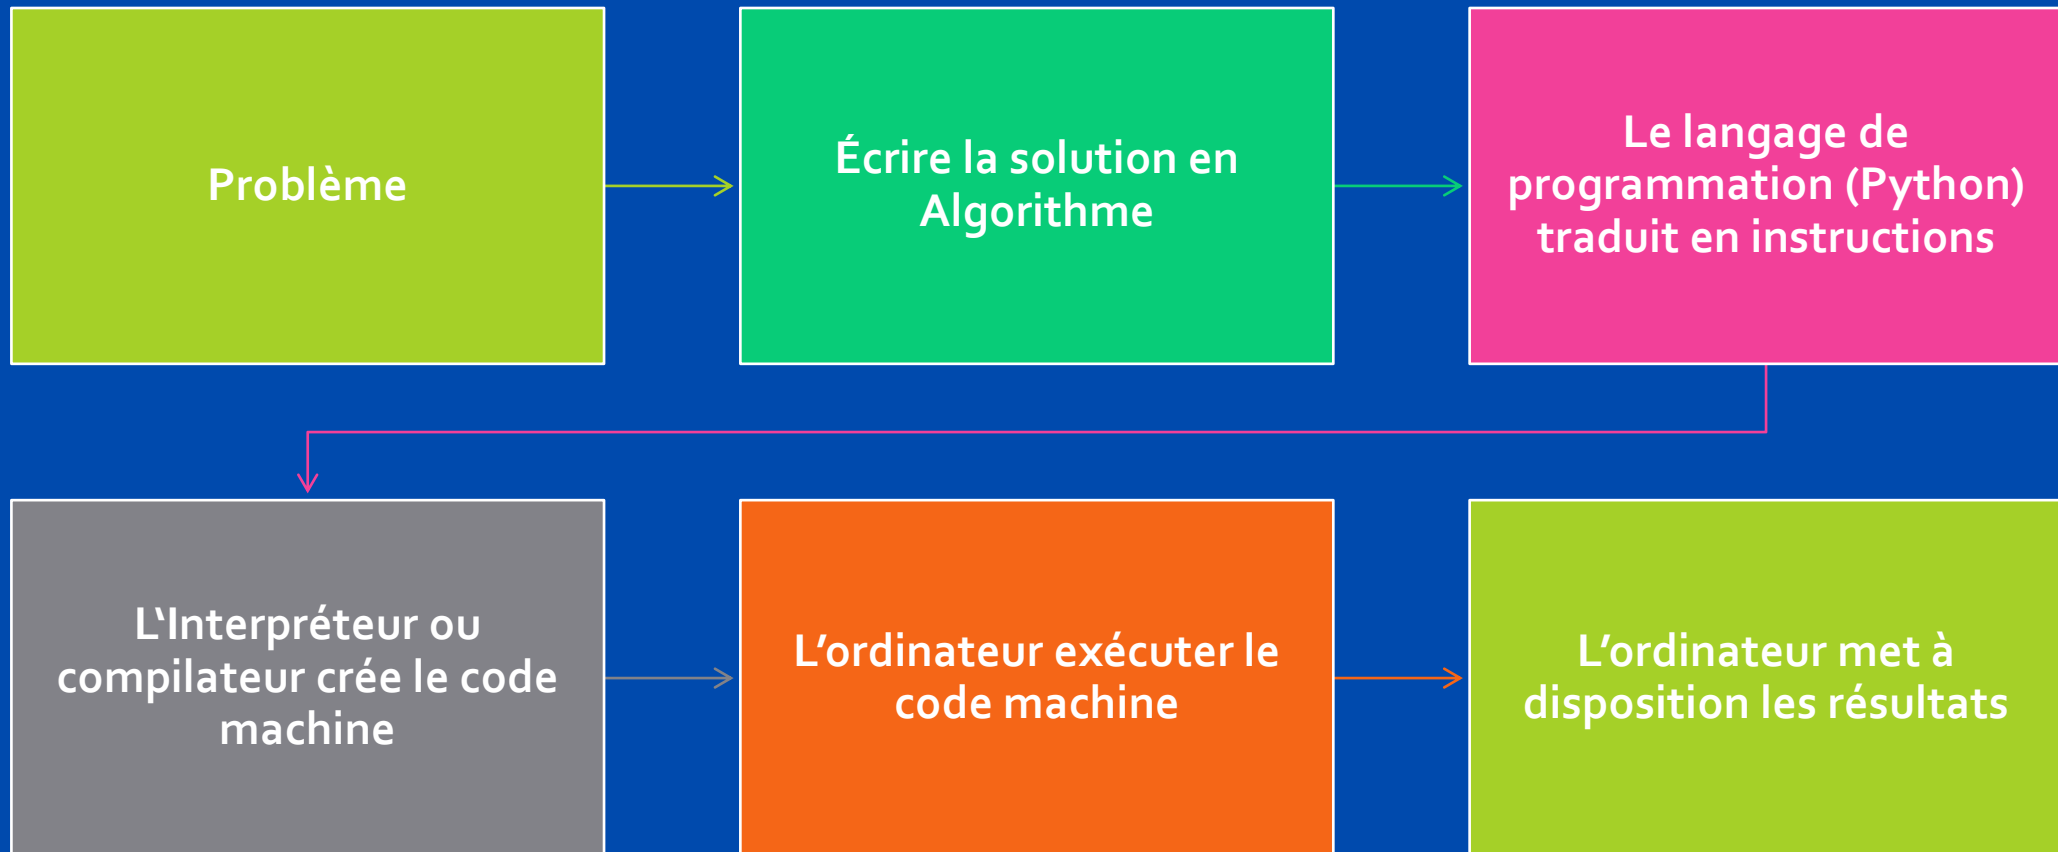 Problème
Écrire la solution en
Algorithme
Le langage de
programmation (Python)
traduit en instructions
L‘Interpréteur ou
compilateur crée le code
machine
L’ordinateur exécuter le
code machine
L’ordinateur met à
disposition les résultats